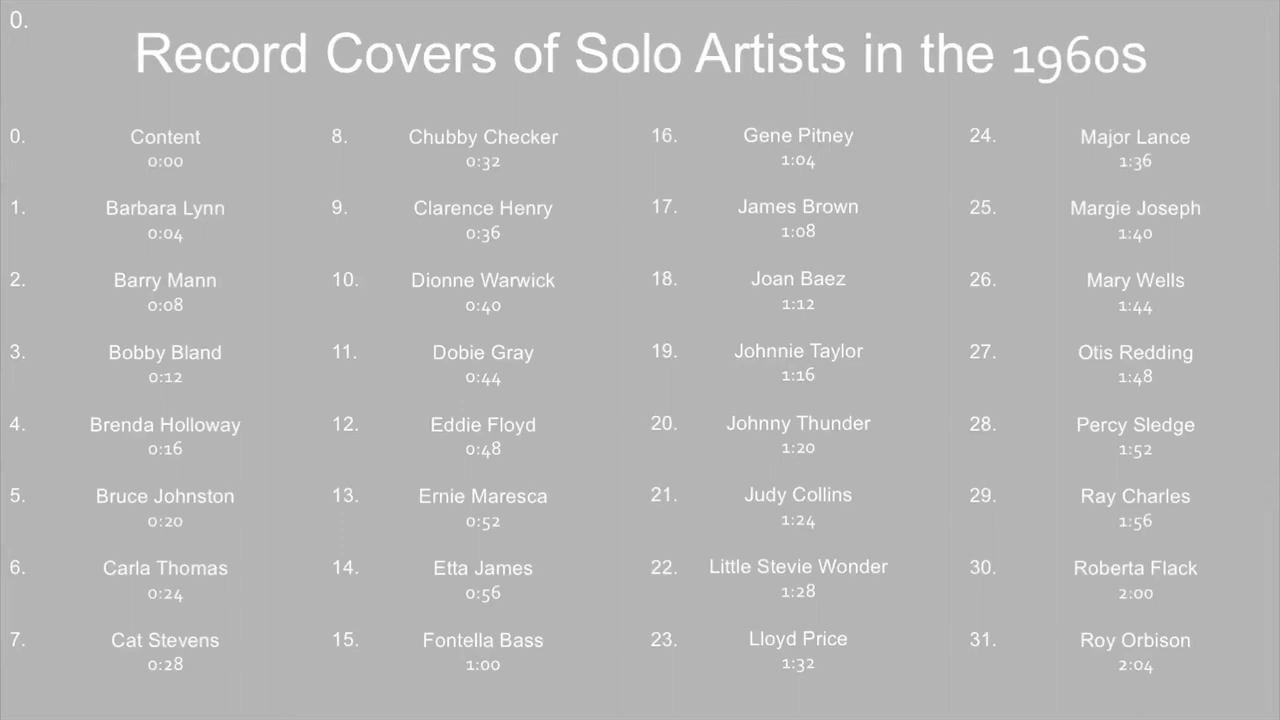 0.
Record Covers of Solo Artists in the 1960s
0. Content
0:00
1. Barbara Lynn
0:04
2. Barry Mann
0:08
3. Bobby Bland
0:12
4. Brenda Holloway
0:16
5. Bruce Johnston
0:20
6. Carla Thomas
0:24
7. Cat Stevens
0:28
8. Chubby Checker
0:32
9. Clarence Henry
0:36
10. Dionne Warwick
0:40
11. Dobie Gray
0:44
12. Eddie Floyd
0:48
13. Ernie Maresca
0:52
14. Etta James
0:56
15. Fontella Bass
1:00
16. Gene Pitney
1:04
17. James Brown
1:08
18. Joan Baez
1:12
19. Johnnie Taylor
1:16
20. Johnny Thunder
1:20
21. Judy Collins
1:24
22. Little Stevie Wonder
1:28
23. Lloyd Price
1:32
24. Major Lance
1:36
25. Margie Joseph
1:40
26. Mary Wells
1:44
27. Otis Redding
1:48
28. Percy Sledge
1:52
29. Ray Charles
1:56
30. Roberta Flack
2:00
31. Roy Orbison
2:04